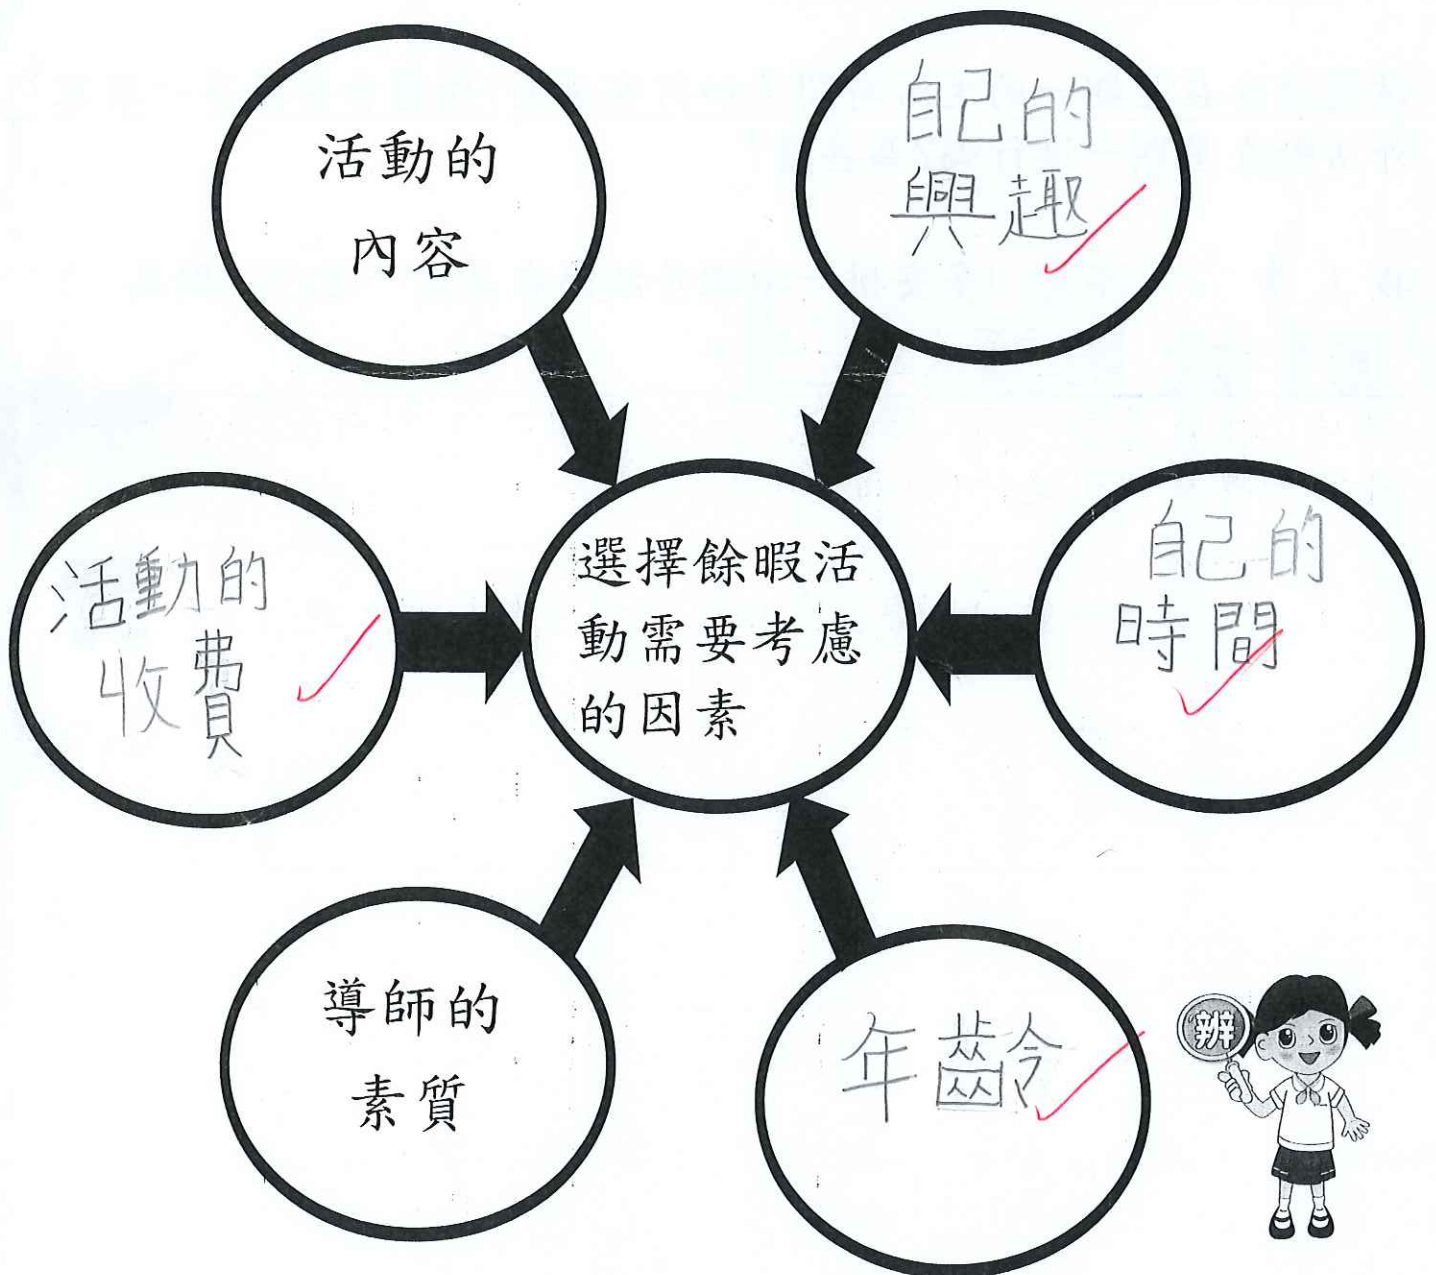 活動的
內容
自己的
興趣
活動的
收費
選擇餘暇活
動需要考慮
的因素
自己的
時間
導師的
素質
年齡
辨